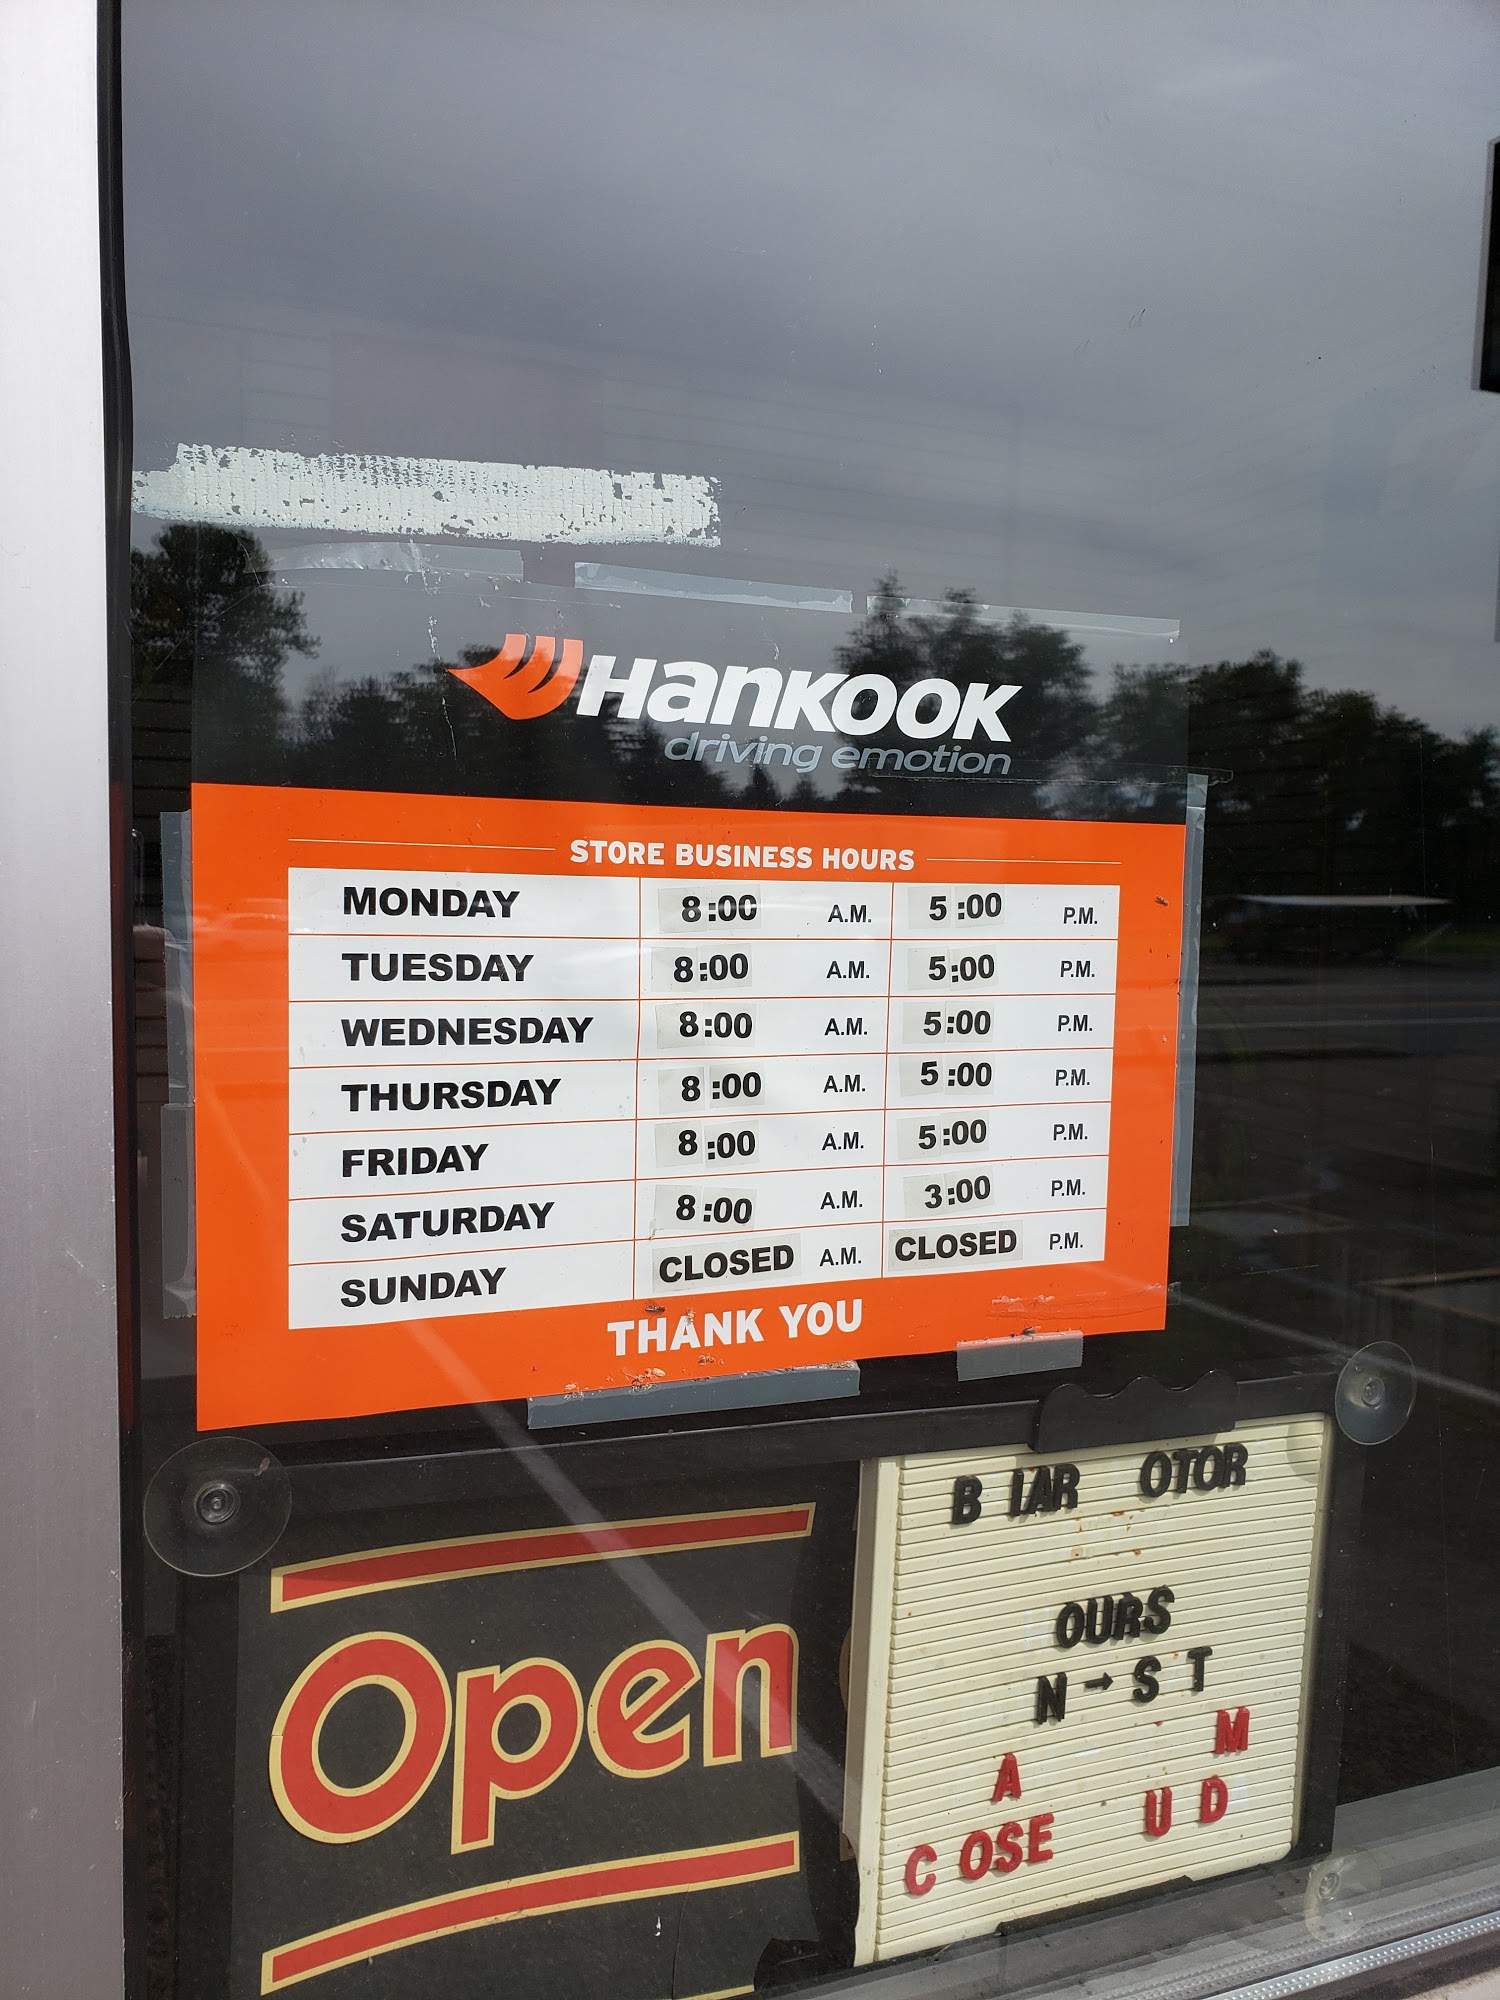 HANKOOK
driving emotion
STORE BUSINESS HOURS
MONDAY 8:00 A.M. 5:00 P.M.
TUESDAY 8:00 A.M. 5:00 P.M.
WEDNESDAY 8:00 A.M. 5:00 P.M.
THURSDAY 8:00 A.M. 5:00 P.M.
FRIDAY 8:00 A.M. 5:00 P.M.
SATURDAY 8:00 A.M. 3:00 P.M.
SUNDAY CLOSED A.M. CLOSED P.M.
THANK YOU
Open
B IAR OTOR
OURS
N→S T
A M
C OSE U D